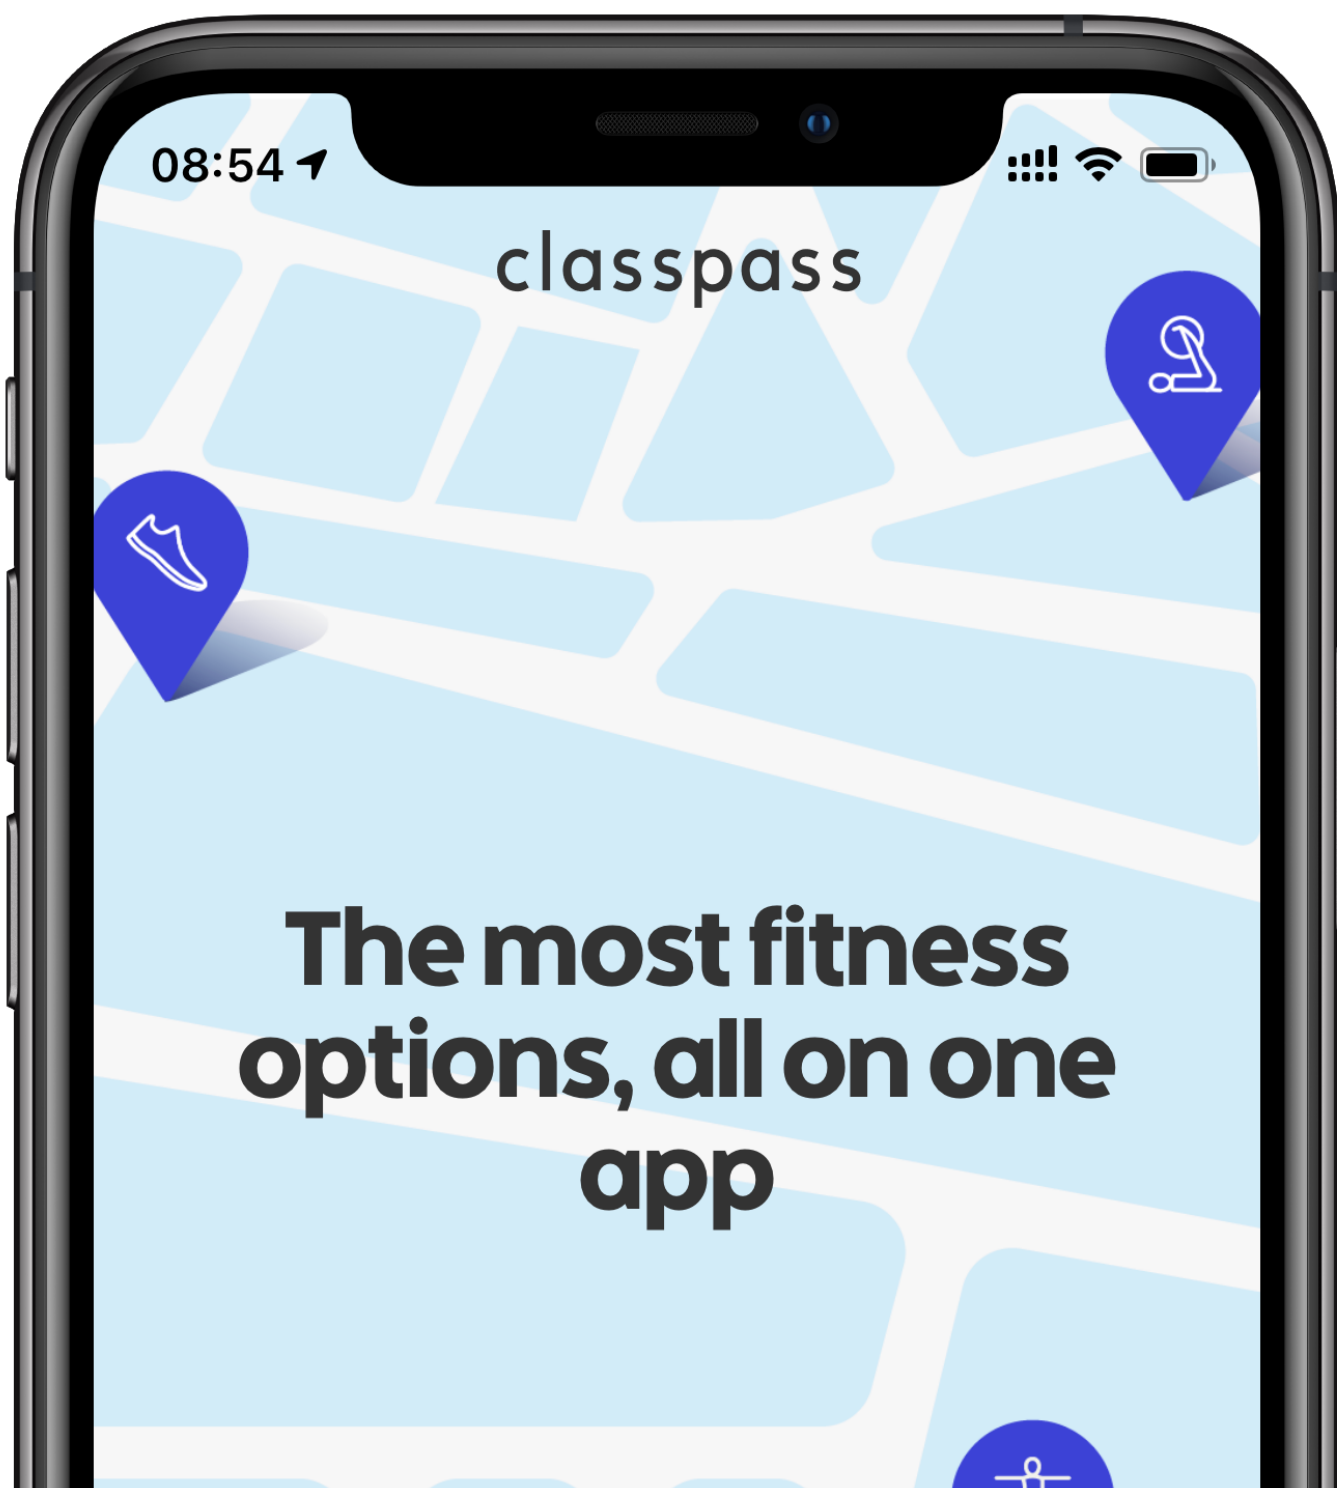 08:54
classpass
The most fitness
options, all on one
app